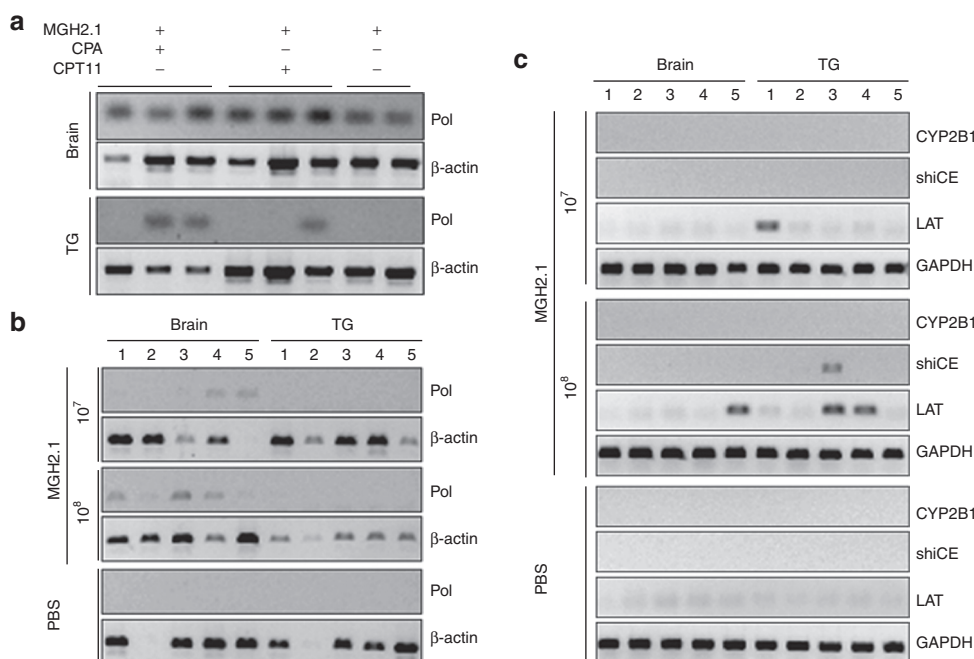 a
MGH2.1 + + +
CPA + – –
CPT11 – + –
Brain
Pol
β-actin
TG
Pol
β-actin
b
Brain TG
1 2 3 4 5 1 2 3 4 5
MGH2.1
10⁷
Pol
β-actin
10⁸
Pol
β-actin
PBS
Pol
β-actin
c
Brain TG
1 2 3 4 5 1 2 3 4 5
MGH2.1
10⁷
CYP2B1
shiCE
LAT
GAPDH
10⁸
CYP2B1
shiCE
LAT
GAPDH
PBS
CYP2B1
shiCE
LAT
GAPDH